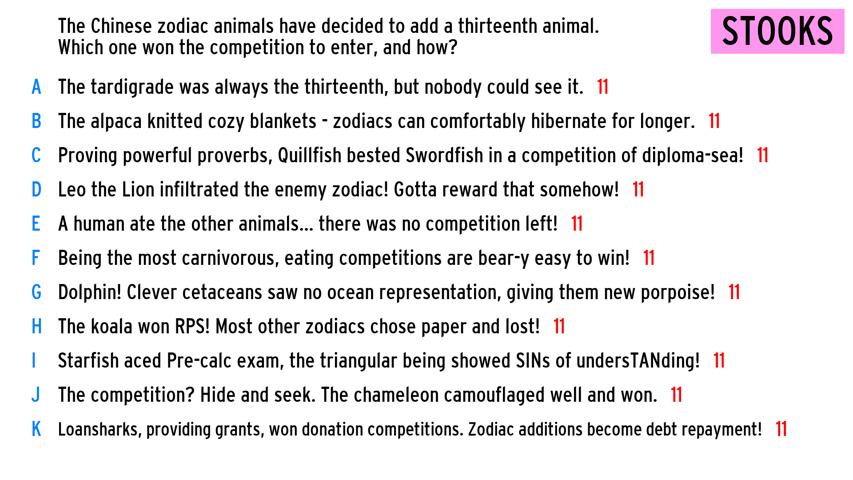 The Chinese zodiac animals have decided to add a thirteenth animal.
Which one won the competition to enter, and how?
STOOKS
A The tardigrade was always the thirteenth, but nobody could see it. 11
B The alpaca knitted cozy blankets - zodiacs can comfortably hibernate for longer. 11
C Proving powerful proverbs, Quillfish bested Swordfish in a competition of diploma-sea! 11
D Leo the Lion infiltrated the enemy zodiac! Gotta reward that somehow! 11
E A human ate the other animals... there was no competition left! 11
F Being the most carnivorous, eating competitions are bear-y easy to win! 11
G Dolphin! Clever cetaceans saw no ocean representation, giving them new porpoise! 11
H The koala won RPS! Most other zodiacs chose paper and lost! 11
I Starfish aced Pre-calc exam, the triangular being showed SINs of undersTANding! 11
J The competition? Hide and seek. The chameleon camouflaged well and won. 11
K Loansharks, providing grants, won donation competitions. Zodiac additions become debt repayment! 11